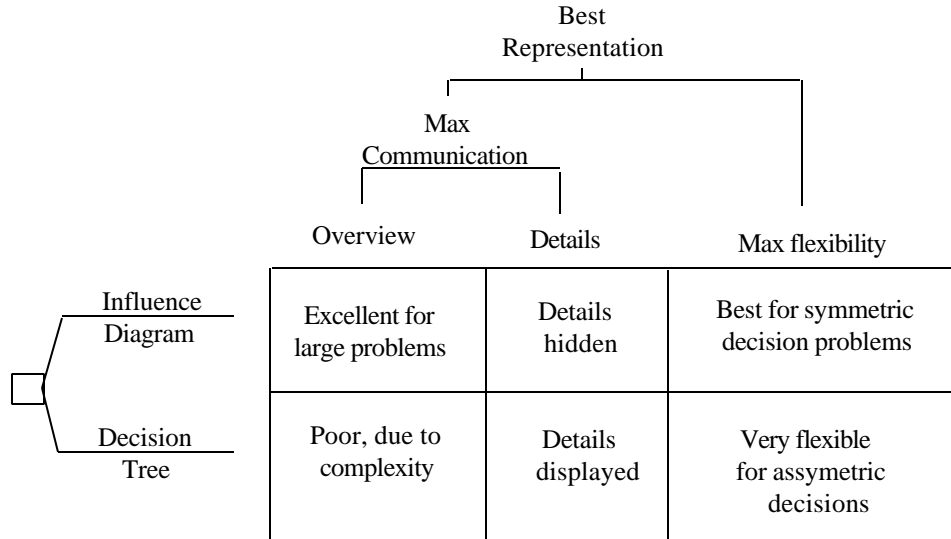 Best
Representation
Max
Communication
Overview
Details
Max flexibility
Influence
Diagram
Excellent for
large problems
Details
hidden
Best for symmetric
decision problems
Decision
Tree
Poor, due to
complexity
Details
displayed
Very flexible
for assymetric
decisions